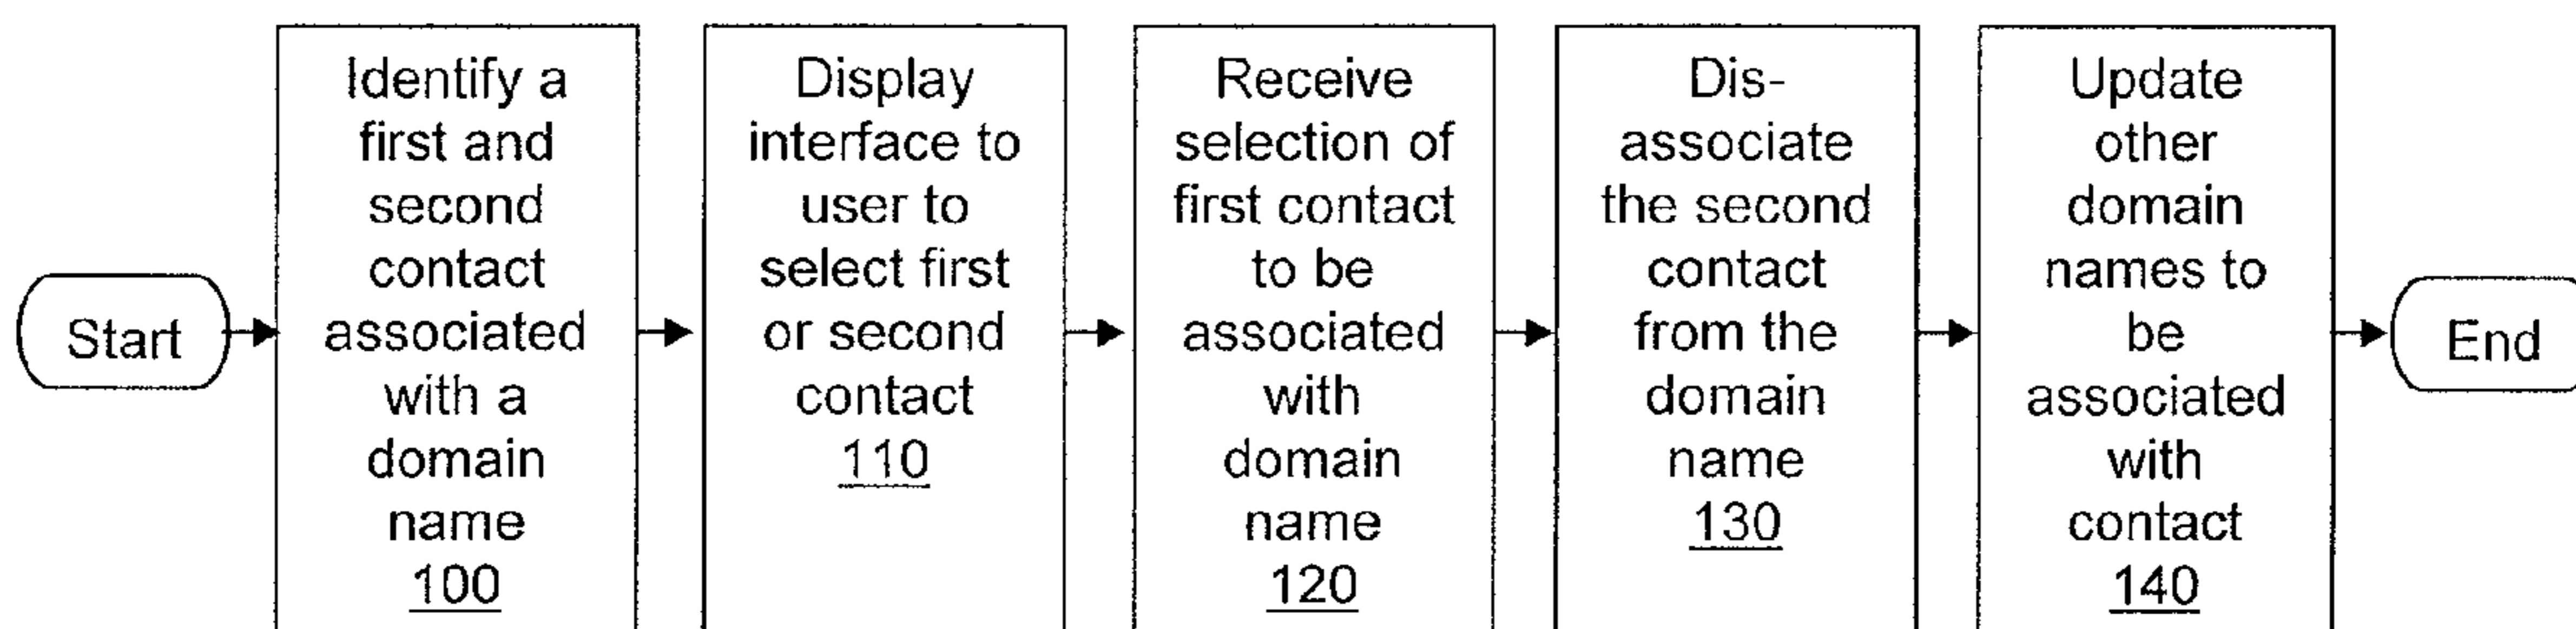 Start
Identify a
first and
second
contact
associated
with a
domain
name
100
Display
interface to
user to
select first
or second
contact
110
Receive
selection of
first contact
to be
associated
with
domain
name
120
Dis-
associate
the second
contact
from the
domain
name
130
Update
other
domain
names to
be
associated
with
contact
140
End